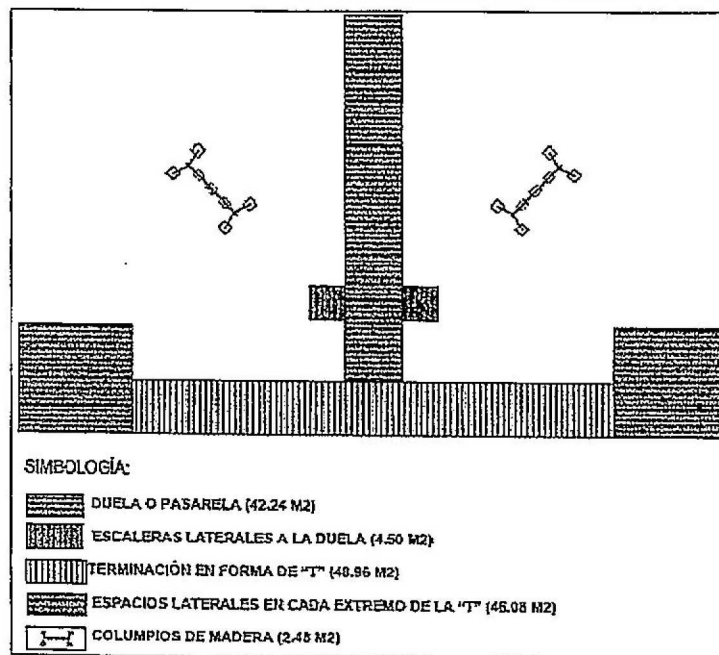 SIMBOLOGÍA:
DUELA O PASARELA (42.24 M2)
ESCALERAS LATERALES A LA DUELA (4.50 M2)
TERMINACIÓN EN FORMA DE "T" (48.96 M2)
ESPACIOS LATERALES EN CADA EXTREMO DE LA "T" (46.08 M2)
COLUMPIOS DE MADERA (2.48 M2)